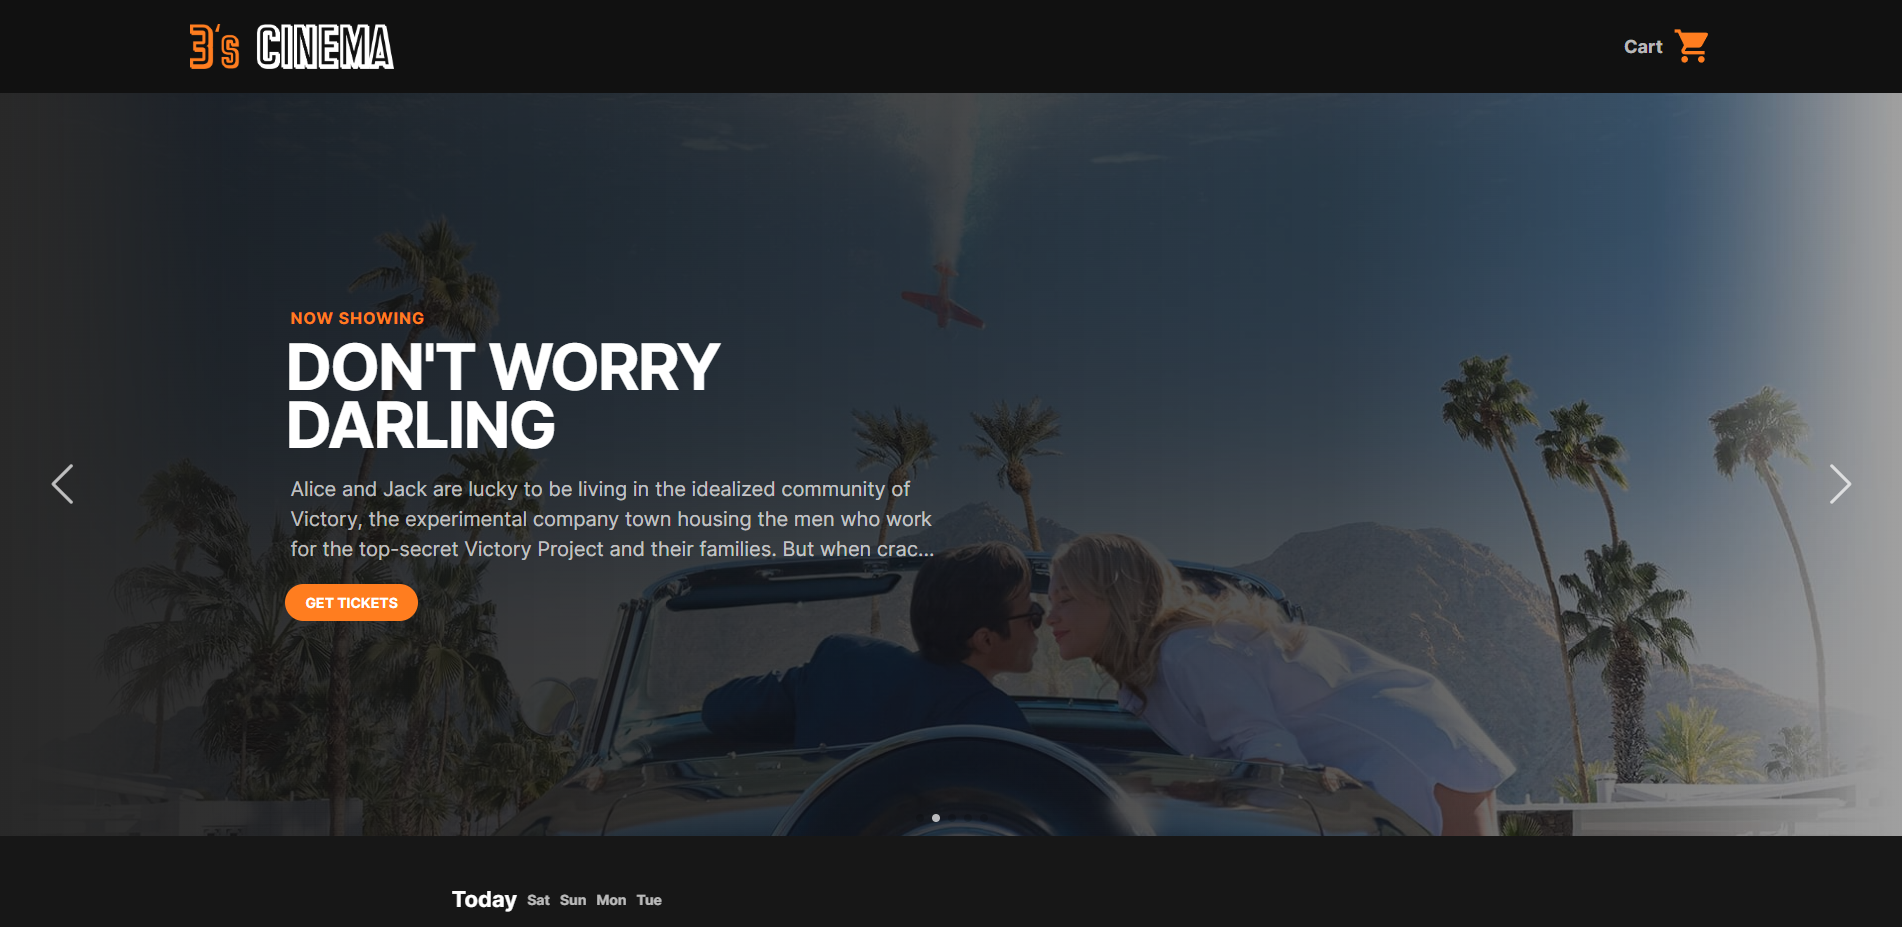 3's CINEMA
Cart
NOW SHOWING
DON'T WORRY
DARLING
Alice and Jack are lucky to be living in the idealized community of
Victory, the experimental company town housing the men who work
for the top-secret Victory Project and their families. But when crac...
GET TICKETS
Today Sat Sun Mon Tue